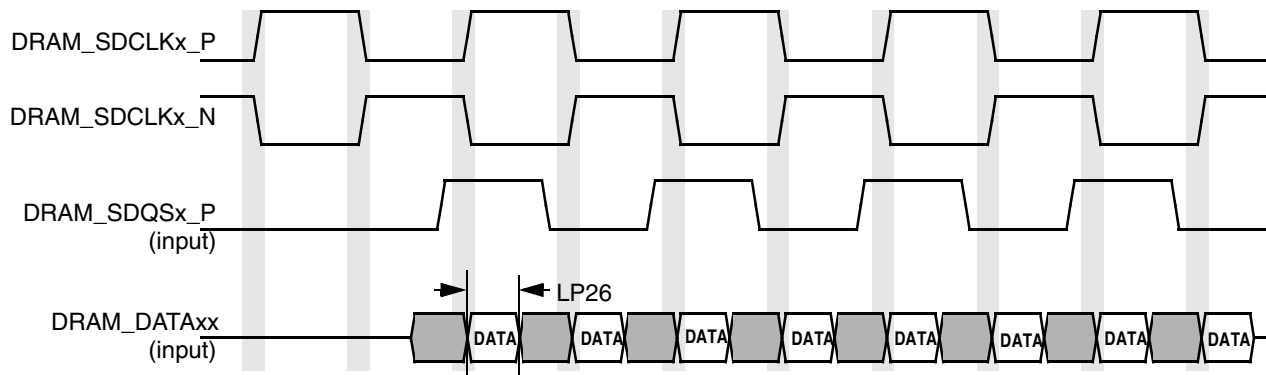 DRAM_SDCLKx_P
DRAM_SDCLKx_N
DRAM_SDQSx_P
(input)
LP26
DRAM_DATAxx
(input)
DATA DATA DATA DATA DATA DATA DATA DATA